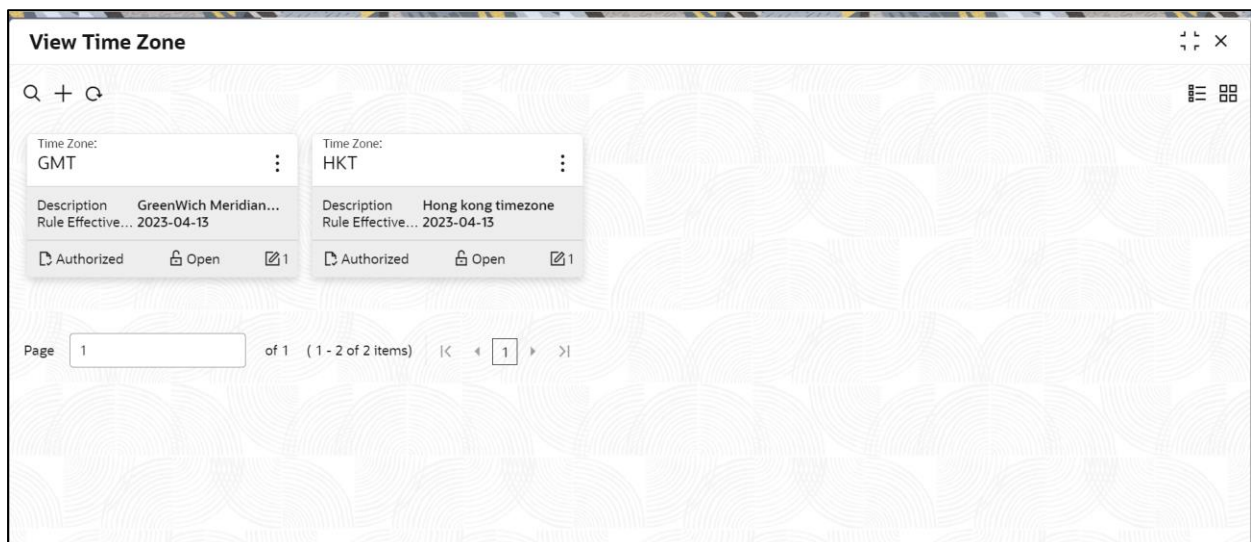 View Time Zone
Time Zone: Time Zone:
GMT HKT
Description GreenWich Meridian... Description Hong kong timezone
Rule Effective... 2023-04-13 Rule Effective... 2023-04-13
Authorized Open 1 Authorized Open 1
Page 1 of 1 ( 1 - 2 of 2 items) 1